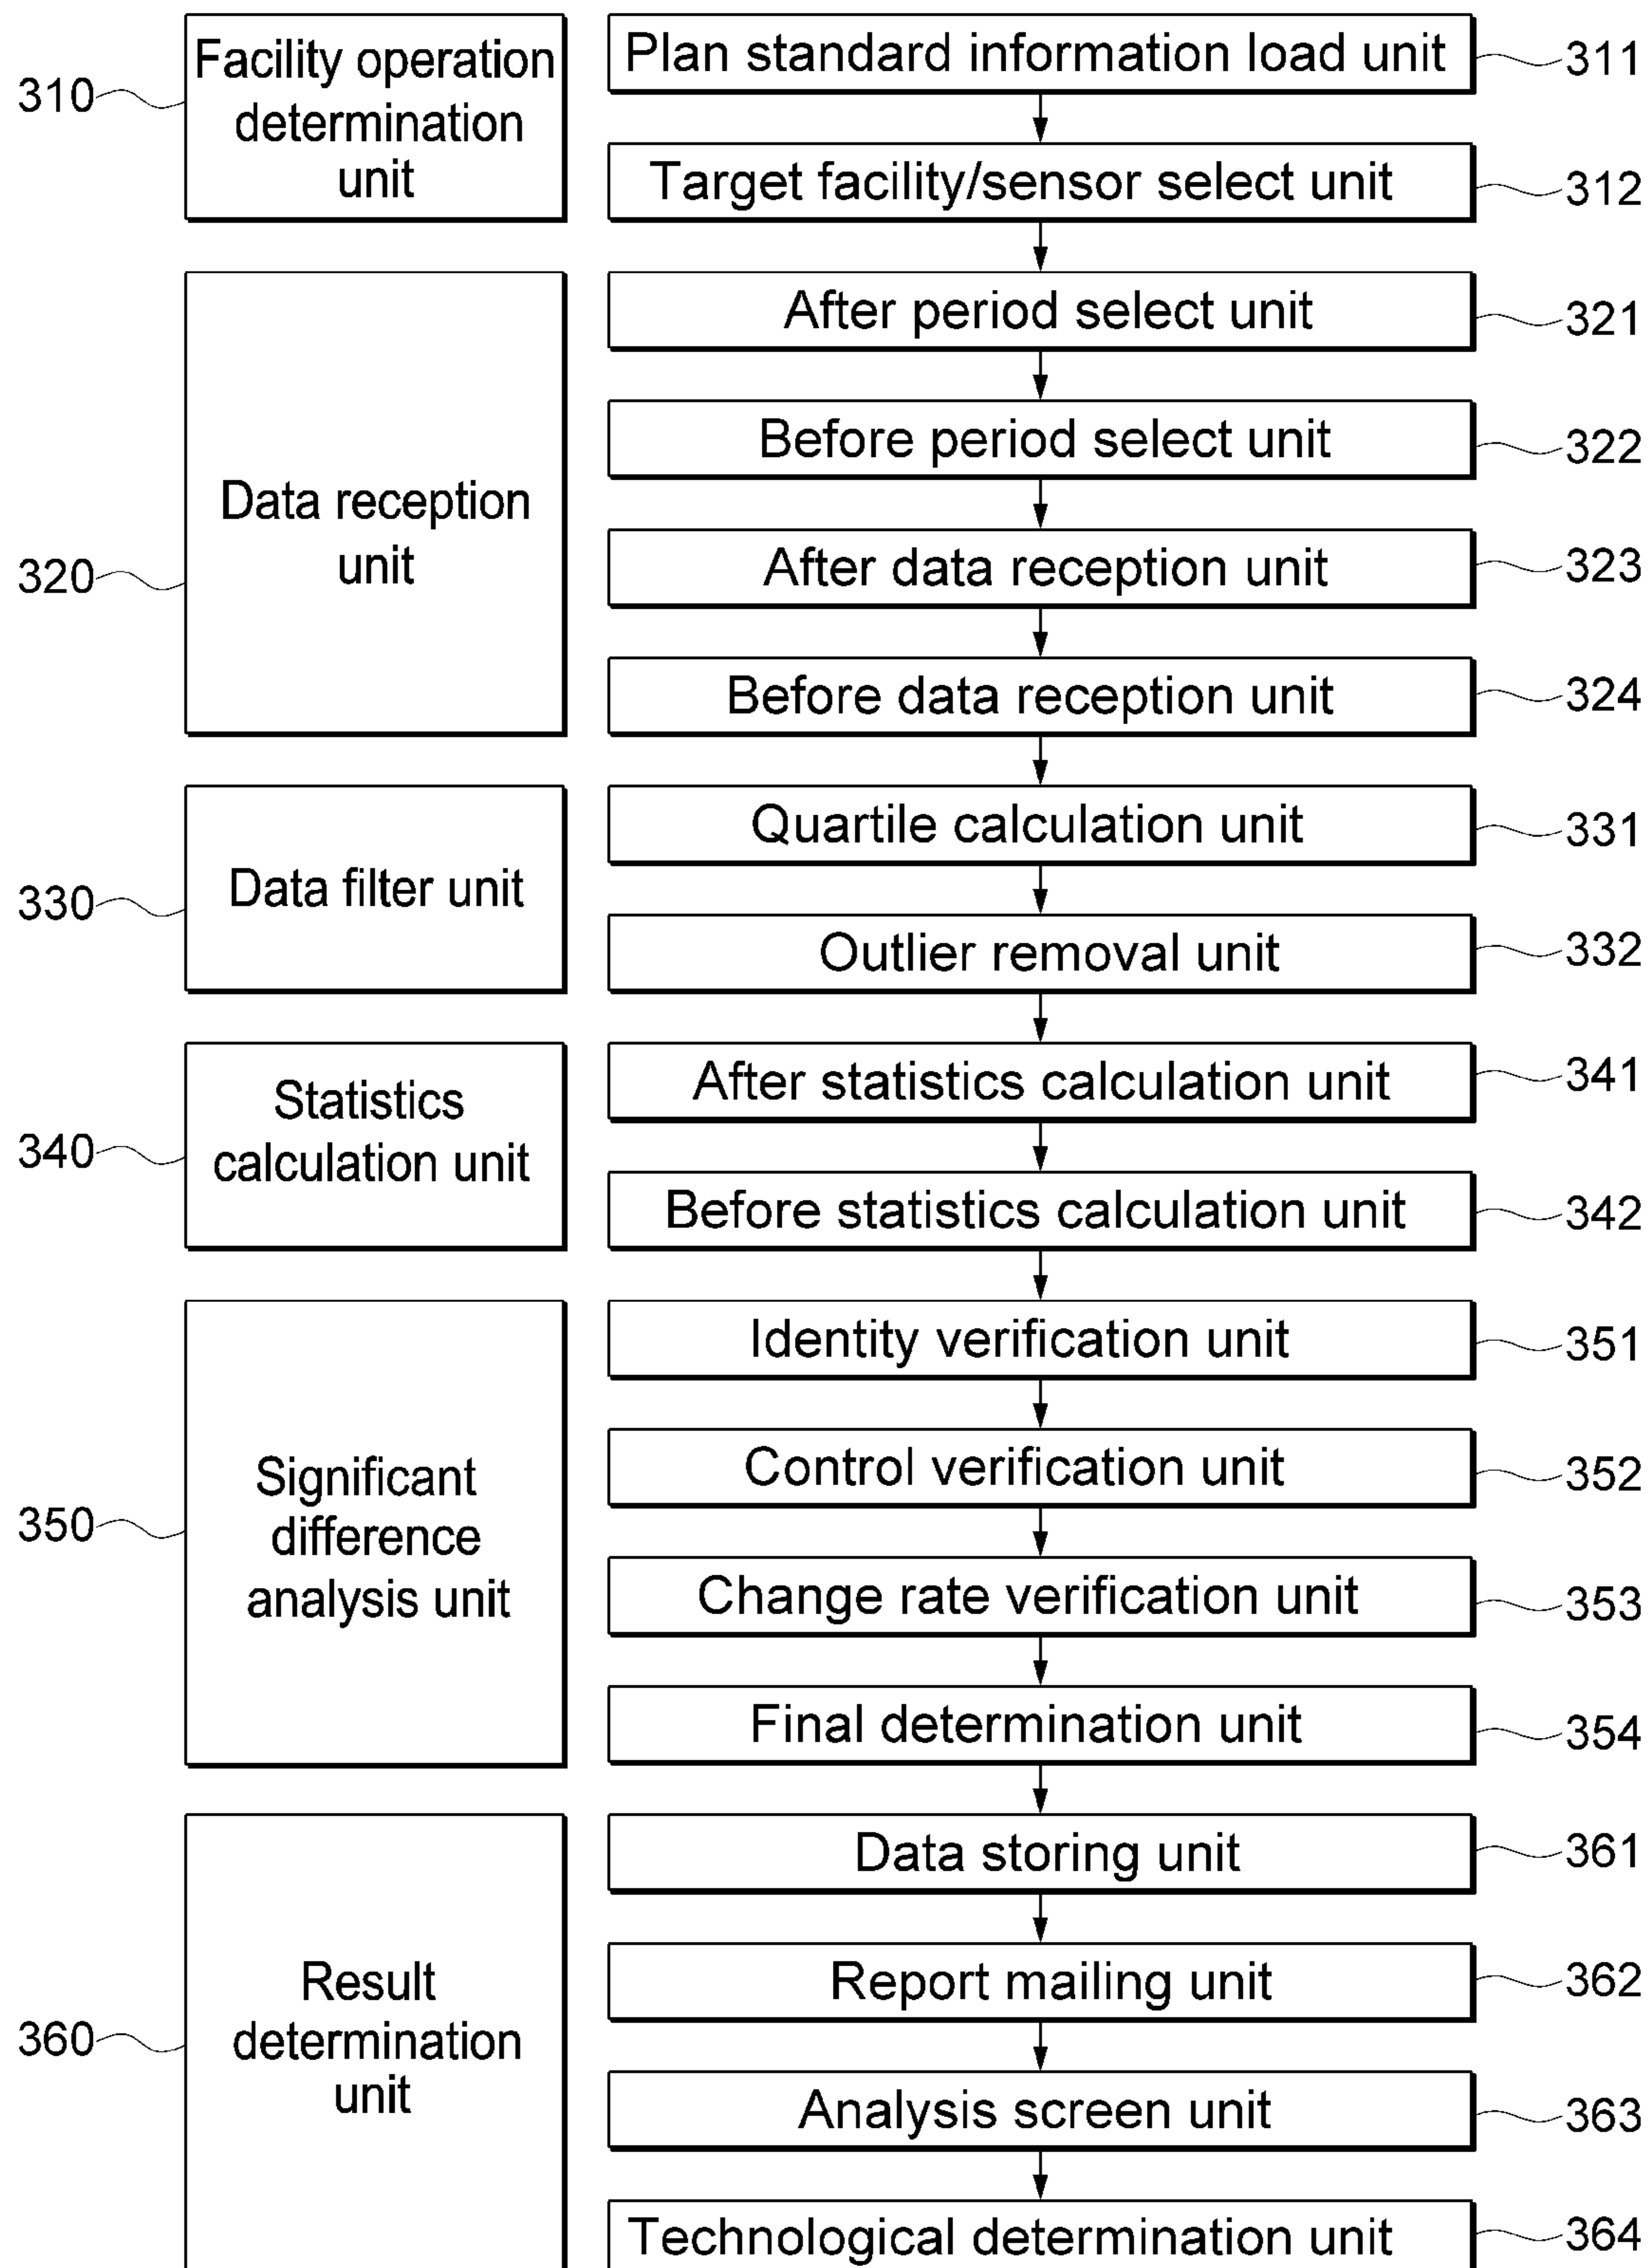 310
Facility operation
determination
unit
Plan standard information load unit
311
Target facility/sensor select unit
312
320
Data reception
unit
After period select unit
321
Before period select unit
322
After data reception unit
323
Before data reception unit
324
330
Data filter unit
Quartile calculation unit
331
Outlier removal unit
332
340
Statistics
calculation unit
After statistics calculation unit
341
Before statistics calculation unit
342
350
Significant
difference
analysis unit
Identity verification unit
351
Control verification unit
352
Change rate verification unit
353
Final determination unit
354
360
Result
determination
unit
Data storing unit
361
Report mailing unit
362
Analysis screen unit
363
Technological determination unit
364